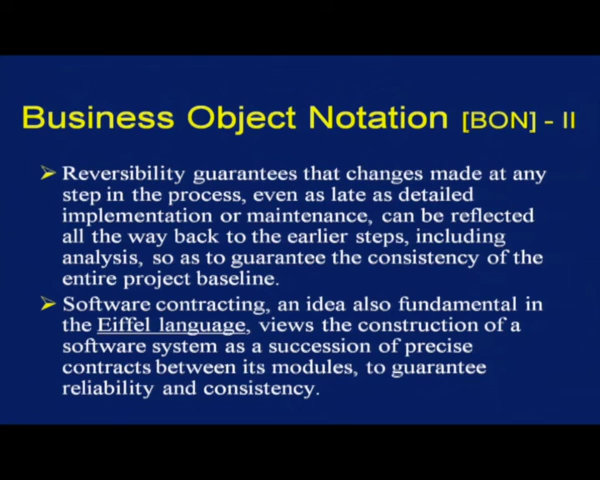 Business Object Notation [BON] - II
➢ Reversibility guarantees that changes made at any
step in the process, even as late as detailed
implementation or maintenance, can be reflected
all the way back to the earlier steps, including
analysis, so as to guarantee the consistency of the
entire project baseline.
➢ Software contracting, an idea also fundamental in
the Eiffel language, views the construction of a
software system as a succession of precise
contracts between its modules, to guarantee
reliability and consistency.